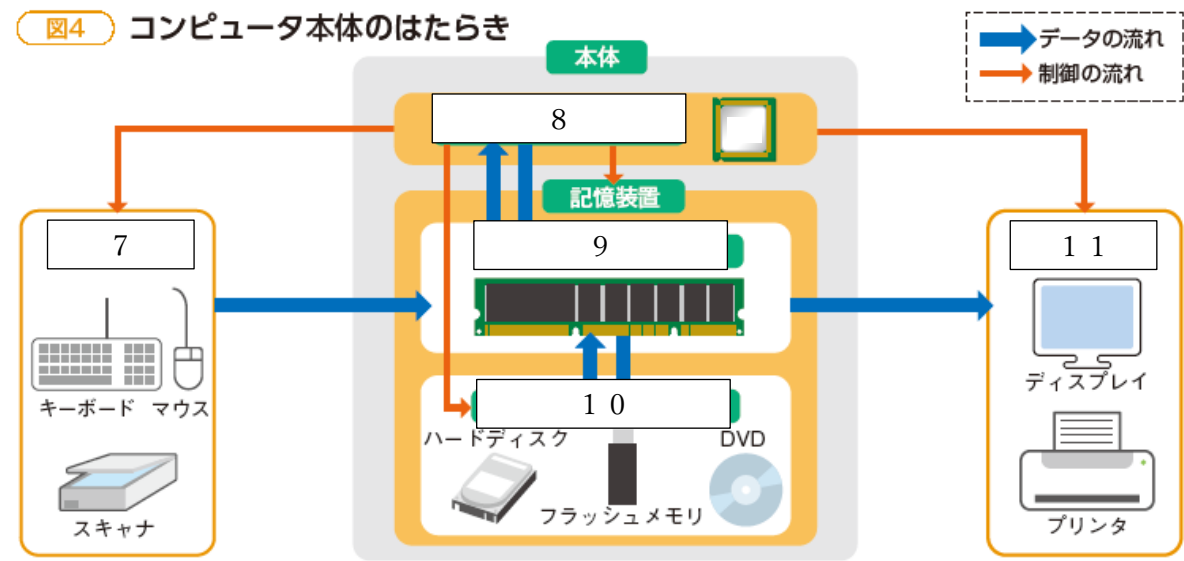 図4 コンピュータ本体のはたらき
データの流れ
制御の流れ
本体
8
記憶装置
7
9
11
キーボード マウス
スキャナ
10
ハードディスク
フラッシュメモリ
DVD
ディスプレイ
プリンタ